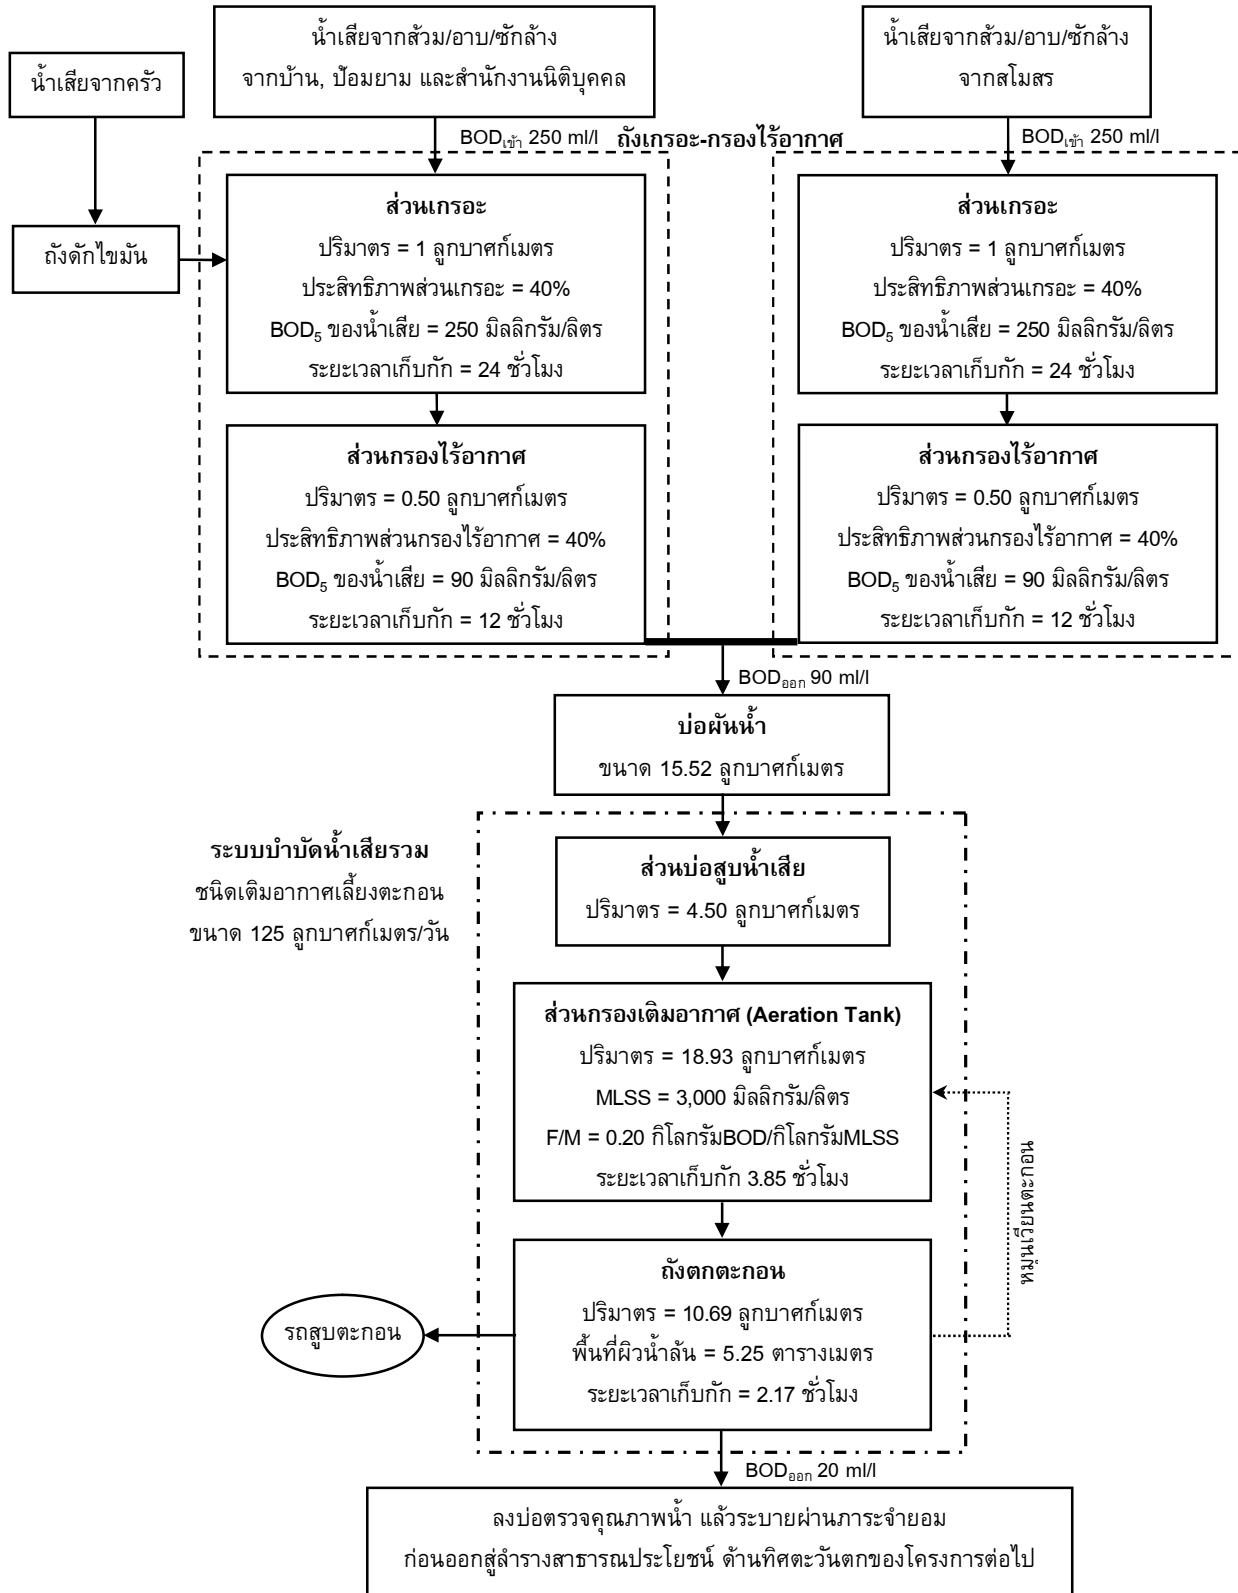 น้ำเสียจากส้วม/อาบ/ซักล้าง
จากบ้าน, ป้อมยาม และสำนักงานนิติบุคคล
น้ำเสียจากส้วม/อาบ/ซักล้าง
จากสโมสร
น้ำเสียจากครัว
BODเข้า 250 ml/l
ถังเกรอะ-กรองไร้อากาศ
BODเข้า 250 ml/l
ถังดักไขมัน
ส่วนเกรอะ
ปริมาตร = 1 ลูกบาศก์เมตร
ประสิทธิภาพส่วนเกรอะ = 40%
BOD5 ของน้ำเสีย = 250 มิลลิกรัม/ลิตร
ระยะเวลาเก็บกัก = 24 ชั่วโมง
ส่วนเกรอะ
ปริมาตร = 1 ลูกบาศก์เมตร
ประสิทธิภาพส่วนเกรอะ = 40%
BOD5 ของน้ำเสีย = 250 มิลลิกรัม/ลิตร
ระยะเวลาเก็บกัก = 24 ชั่วโมง
ส่วนกรองไร้อากาศ
ปริมาตร = 0.50 ลูกบาศก์เมตร
ประสิทธิภาพส่วนกรองไร้อากาศ = 40%
BOD5 ของน้ำเสีย = 90 มิลลิกรัม/ลิตร
ระยะเวลาเก็บกัก = 12 ชั่วโมง
ส่วนกรองไร้อากาศ
ปริมาตร = 0.50 ลูกบาศก์เมตร
ประสิทธิภาพส่วนกรองไร้อากาศ = 40%
BOD5 ของน้ำเสีย = 90 มิลลิกรัม/ลิตร
ระยะเวลาเก็บกัก = 12 ชั่วโมง
BODออก 90 ml/l
บ่อผันน้ำ
ขนาด 15.52 ลูกบาศก์เมตร
ระบบบำบัดน้ำเสียรวม
ชนิดเติมอากาศเลี้ยงตะกอน
ขนาด 125 ลูกบาศก์เมตร/วัน
ส่วนบ่อสูบน้ำเสีย
ปริมาตร = 4.50 ลูกบาศก์เมตร
ส่วนกรองเติมอากาศ (Aeration Tank)
ปริมาตร = 18.93 ลูกบาศก์เมตร
MLSS = 3,000 มิลลิกรัม/ลิตร
F/M = 0.20 กิโลกรัมBOD/กิโลกรัมMLSS
ระยะเวลาเก็บกัก 3.85 ชั่วโมง
หมุนเวียนตะกอน
ถังตกตะกอน
ปริมาตร = 10.69 ลูกบาศก์เมตร
พื้นที่ผิวน้ำล้น = 5.25 ตารางเมตร
ระยะเวลาเก็บกัก = 2.17 ชั่วโมง
รถสูบตะกอน
BODออก 20 ml/l
ลงบ่อตรวจคุณภาพน้ำ แล้วระบายผ่านภาระจำยอม
ก่อนออกสู่ลำรางสาธารณประโยชน์ ด้านทิศตะวันตกของโครงการต่อไป